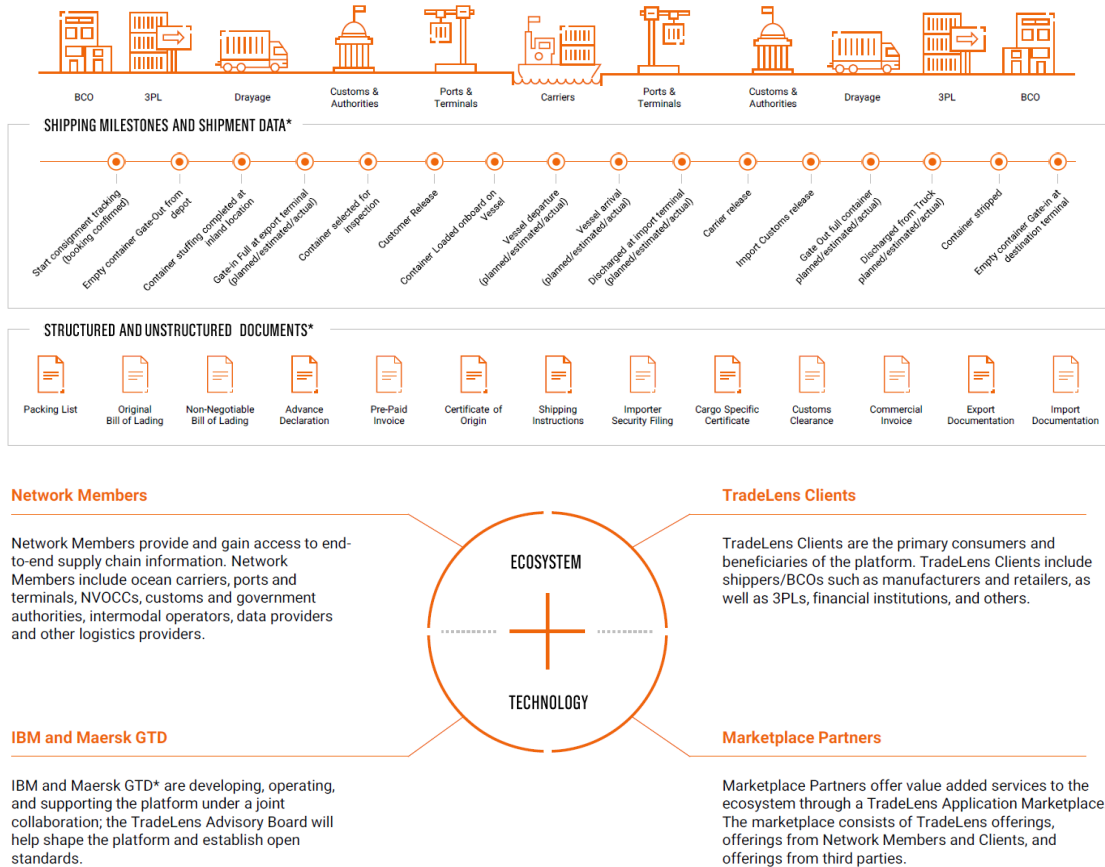 BCO
3PL
Drayage
Customs &
Authorities
Ports &
Terminals
Carriers
Ports &
Terminals
Customs &
Authorities
Drayage
3PL
BCO
SHIPPING MILESTONES AND SHIPMENT DATA*
Start consignment tracking
(booking confirmed)
Empty container Gate-Out from
depot
Container stuffing completed at
inland location
Gate-in Full at export terminal
(planned/estimated/actual)
Container selected for
inspection
Customer Release
Container Loaded onboard on
Vessel
Vessel departure
(planned/estimated/actual)
Vessel arrival
(planned/estimated/actual)
Discharged at import terminal
(planned/estimated/actual)
Carrier release
Import Customs release
Gate Out full container
planned/estimated/actual)
Discharged from Truck
planned/estimated/actual)
Container stripped
Empty container Gate-in at
destination terminal
STRUCTURED AND UNSTRUCTURED DOCUMENTS*
Packing List
Original
Bill of Lading
Non-Negotiable
Bill of Lading
Advance
Declaration
Pre-Paid
Invoice
Certificate of
Origin
Shipping
Instructions
Importer
Security Filing
Cargo Specific
Certificate
Customs
Clearance
Commercial
Invoice
Export
Documentation
Import
Documentation
Network Members
Network Members provide and gain access to end-
to-end supply chain information. Network
Members include ocean carriers, ports and
terminals, NVOCCs, customs and government
authorities, intermodal operators, data providers
and other logistics providers.
ECOSYSTEM
TradeLens Clients
TradeLens Clients are the primary consumers and
beneficiaries of the platform. TradeLens Clients include
shippers/BCOs such as manufacturers and retailers, as
well as 3PLs, financial institutions, and others.
TECHNOLOGY
IBM and Maersk GTD
IBM and Maersk GTD* are developing, operating,
and supporting the platform under a joint
collaboration; the TradeLens Advisory Board will
help shape the platform and establish open
standards.
Marketplace Partners
Marketplace Partners offer value added services to the
ecosystem through a TradeLens Application Marketplace
The marketplace consists of TradeLens offerings,
offerings from Network Members and Clients, and
offerings from third parties.